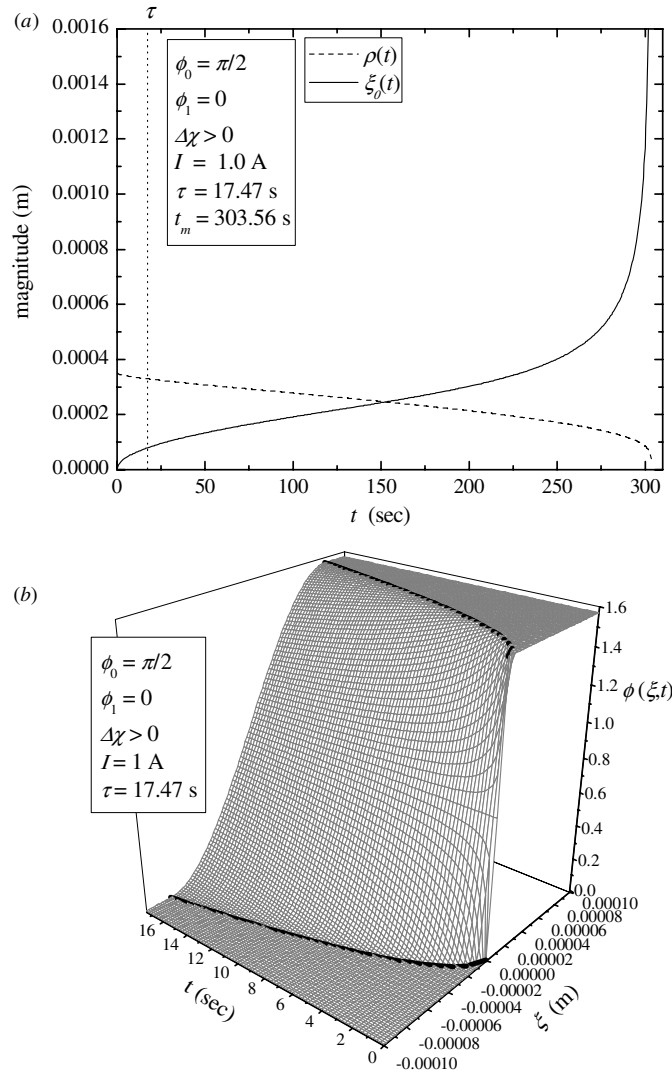 (a)
τ
0.0016
0.0014
0.0012
0.0010
0.0008
0.0006
0.0004
0.0002
0.0000
magnitude (m)
ϕ₀ = π/2
ϕ₁ = 0
Δχ > 0
I = 1.0 A
τ = 17.47 s
tₘ = 303.56 s
ρ(t)
ξ₀(t)
0 50 100 150 200 250 300
t (sec)
(b)
ϕ₀ = π/2
ϕ₁ = 0
Δχ > 0
I = 1 A
τ = 17.47 s
1.6
1.4
1.2
1.0
0.8
0.6
0.4
0.2
0.0
ϕ (ξ,t)
0.00010
0.00008
0.00006
0.00004
0.00002
0.00000
-0.00002
-0.00004
-0.00006
-0.00008
-0.00010
ξ (m)
16 14 12 10 8 6 4 2 0
t (sec)